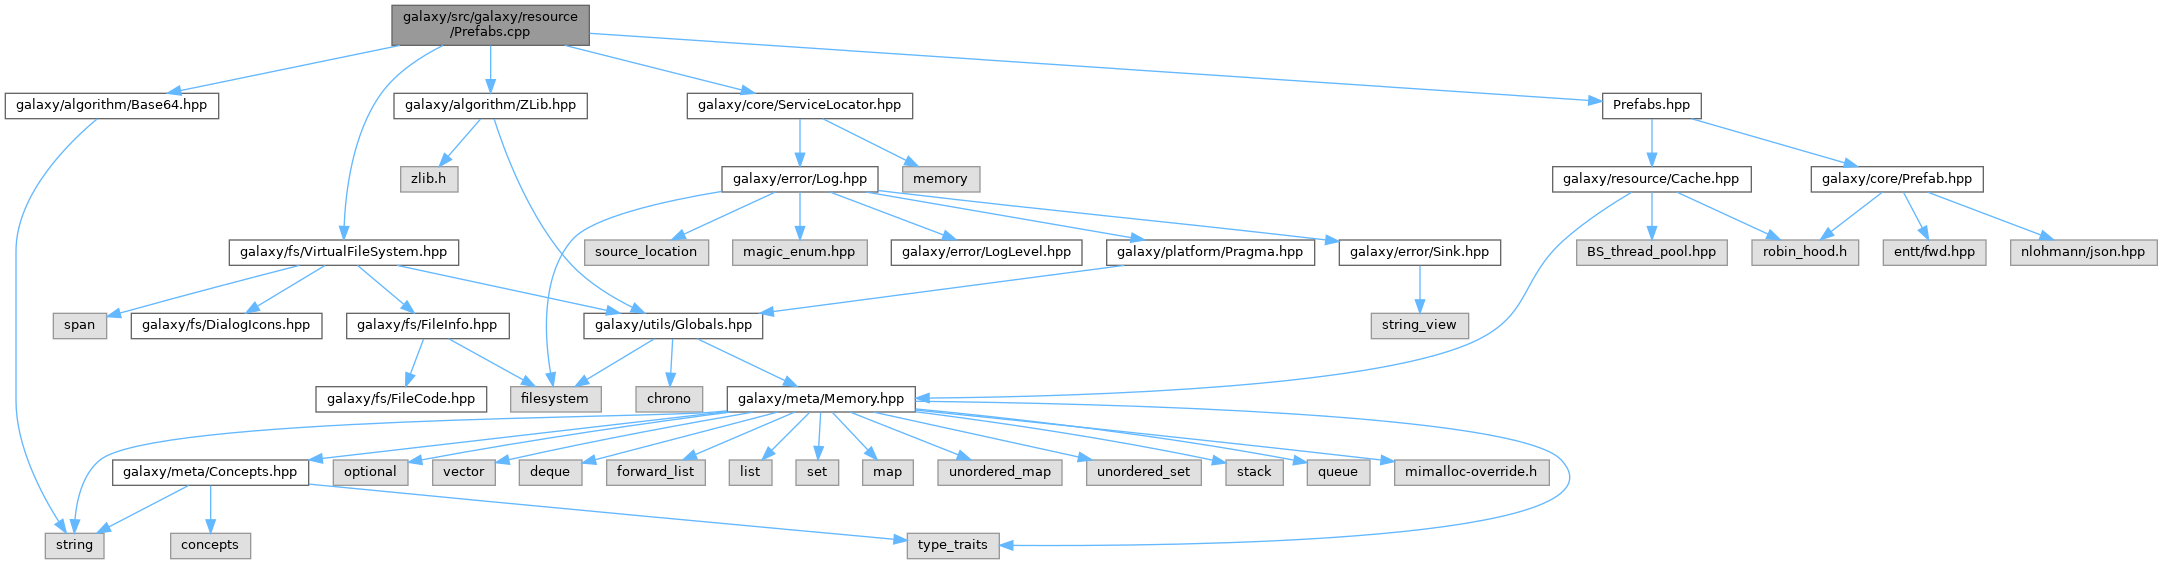 galaxy/src/galaxy/resource
/Prefabs.cpp
galaxy/algorithm/Base64.hpp
galaxy/algorithm/ZLib.hpp
galaxy/core/ServiceLocator.hpp
Prefabs.hpp
zlib.h
galaxy/error/Log.hpp
memory
galaxy/resource/Cache.hpp
galaxy/core/Prefab.hpp
galaxy/fs/VirtualFileSystem.hpp
source_location
magic_enum.hpp
galaxy/error/LogLevel.hpp
galaxy/platform/Pragma.hpp
galaxy/error/Sink.hpp
BS_thread_pool.hpp
robin_hood.h
entt/fwd.hpp
nlohmann/json.hpp
span
galaxy/fs/DialogIcons.hpp
galaxy/fs/FileInfo.hpp
galaxy/utils/Globals.hpp
string_view
galaxy/fs/FileCode.hpp
filesystem
chrono
galaxy/meta/Memory.hpp
galaxy/meta/Concepts.hpp
optional
vector
deque
forward_list
list
set
map
unordered_map
unordered_set
stack
queue
mimalloc-override.h
string
concepts
type_traits